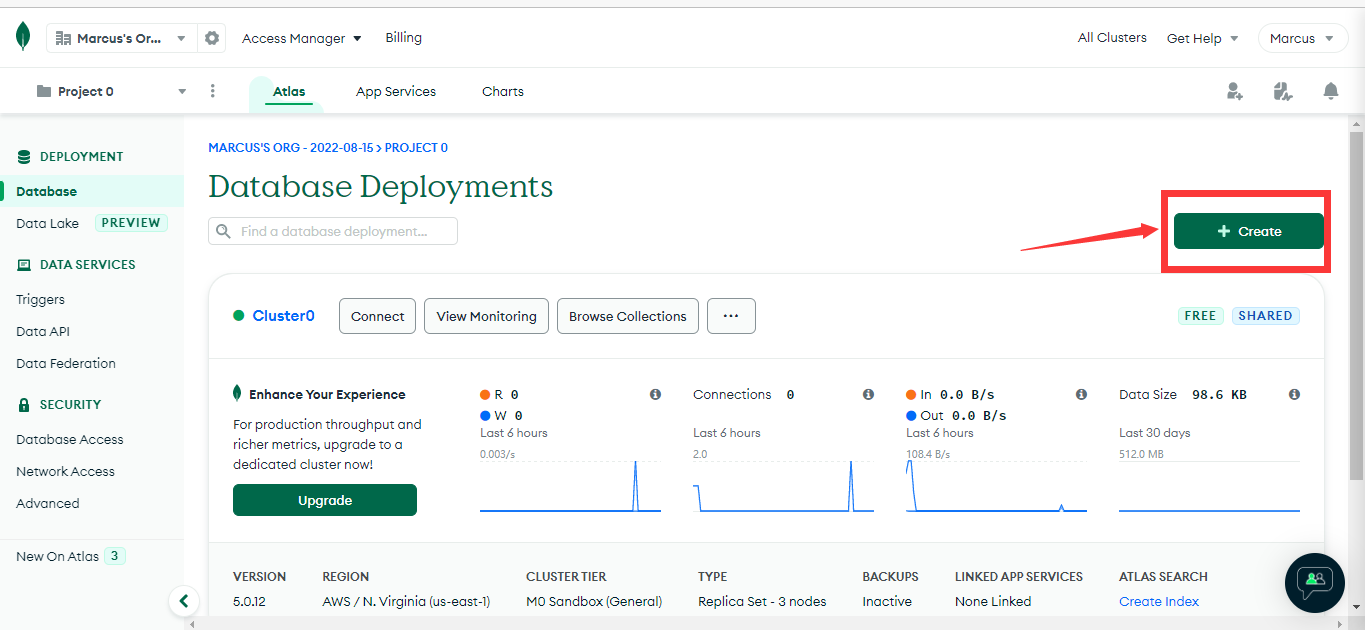 Marcus's Or...
Access Manager
Billing
All Clusters
Get Help
Marcus
Project 0
Atlas
App Services
Charts
DEPLOYMENT
Database
Data Lake PREVIEW
DATA SERVICES
Triggers
Data API
Data Federation
SECURITY
Database Access
Network Access
Advanced
New On Atlas 3
MARCUS'S ORG - 2022-08-15 > PROJECT 0
Database Deployments
Find a database deployment...
+ Create
Cluster0
Connect
View Monitoring
Browse Collections
...
FREE
SHARED
Enhance Your Experience
For production throughput and
richer metrics, upgrade to a
dedicated cluster now!
Upgrade
R 0
W 0
Last 6 hours
0.003/s
Connections 0
Last 6 hours
2.0
In 0.0 B/s
Out 0.0 B/s
Last 6 hours
108.4 B/s
Data Size 98.6 KB
Last 30 days
512.0 MB
VERSION
5.0.12
REGION
AWS / N. Virginia (us-east-1)
CLUSTER TIER
M0 Sandbox (General)
TYPE
Replica Set - 3 nodes
BACKUPS
Inactive
LINKED APP SERVICES
None Linked
ATLAS SEARCH
Create Index